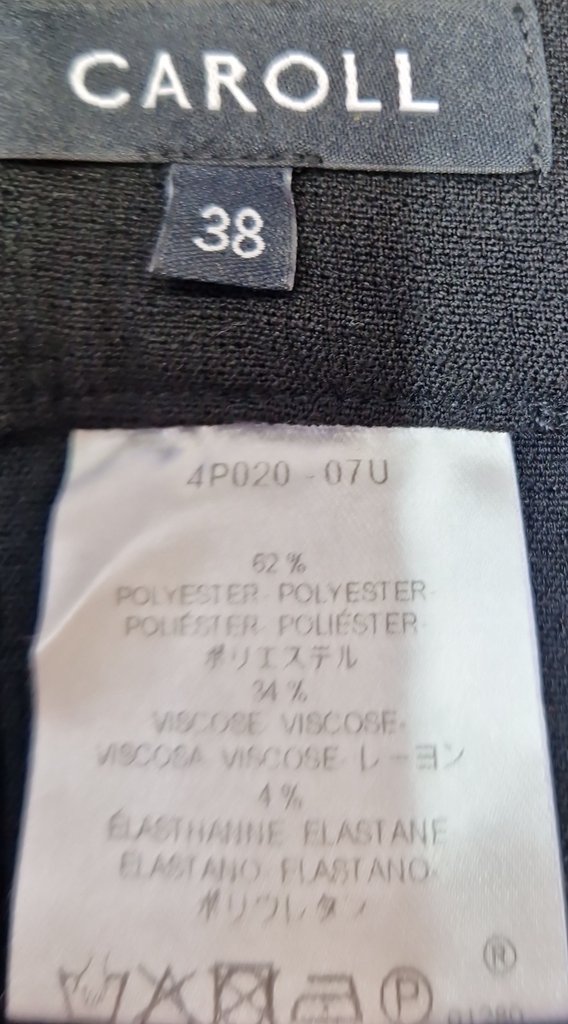 CAROLL
38
4P020-07U
62 %
POLYESTER- POLYESTER-
POLIÉSTER- POLIÉSTER-
ポリエステル
34 %
VISCOSE VISCOSE-
VISCOSA VISCOSE- レーヨン
4 %
ÉLASTHANNE ELASTANE
ELASTANO- ELASTANO-
ポリウレタン
®
P